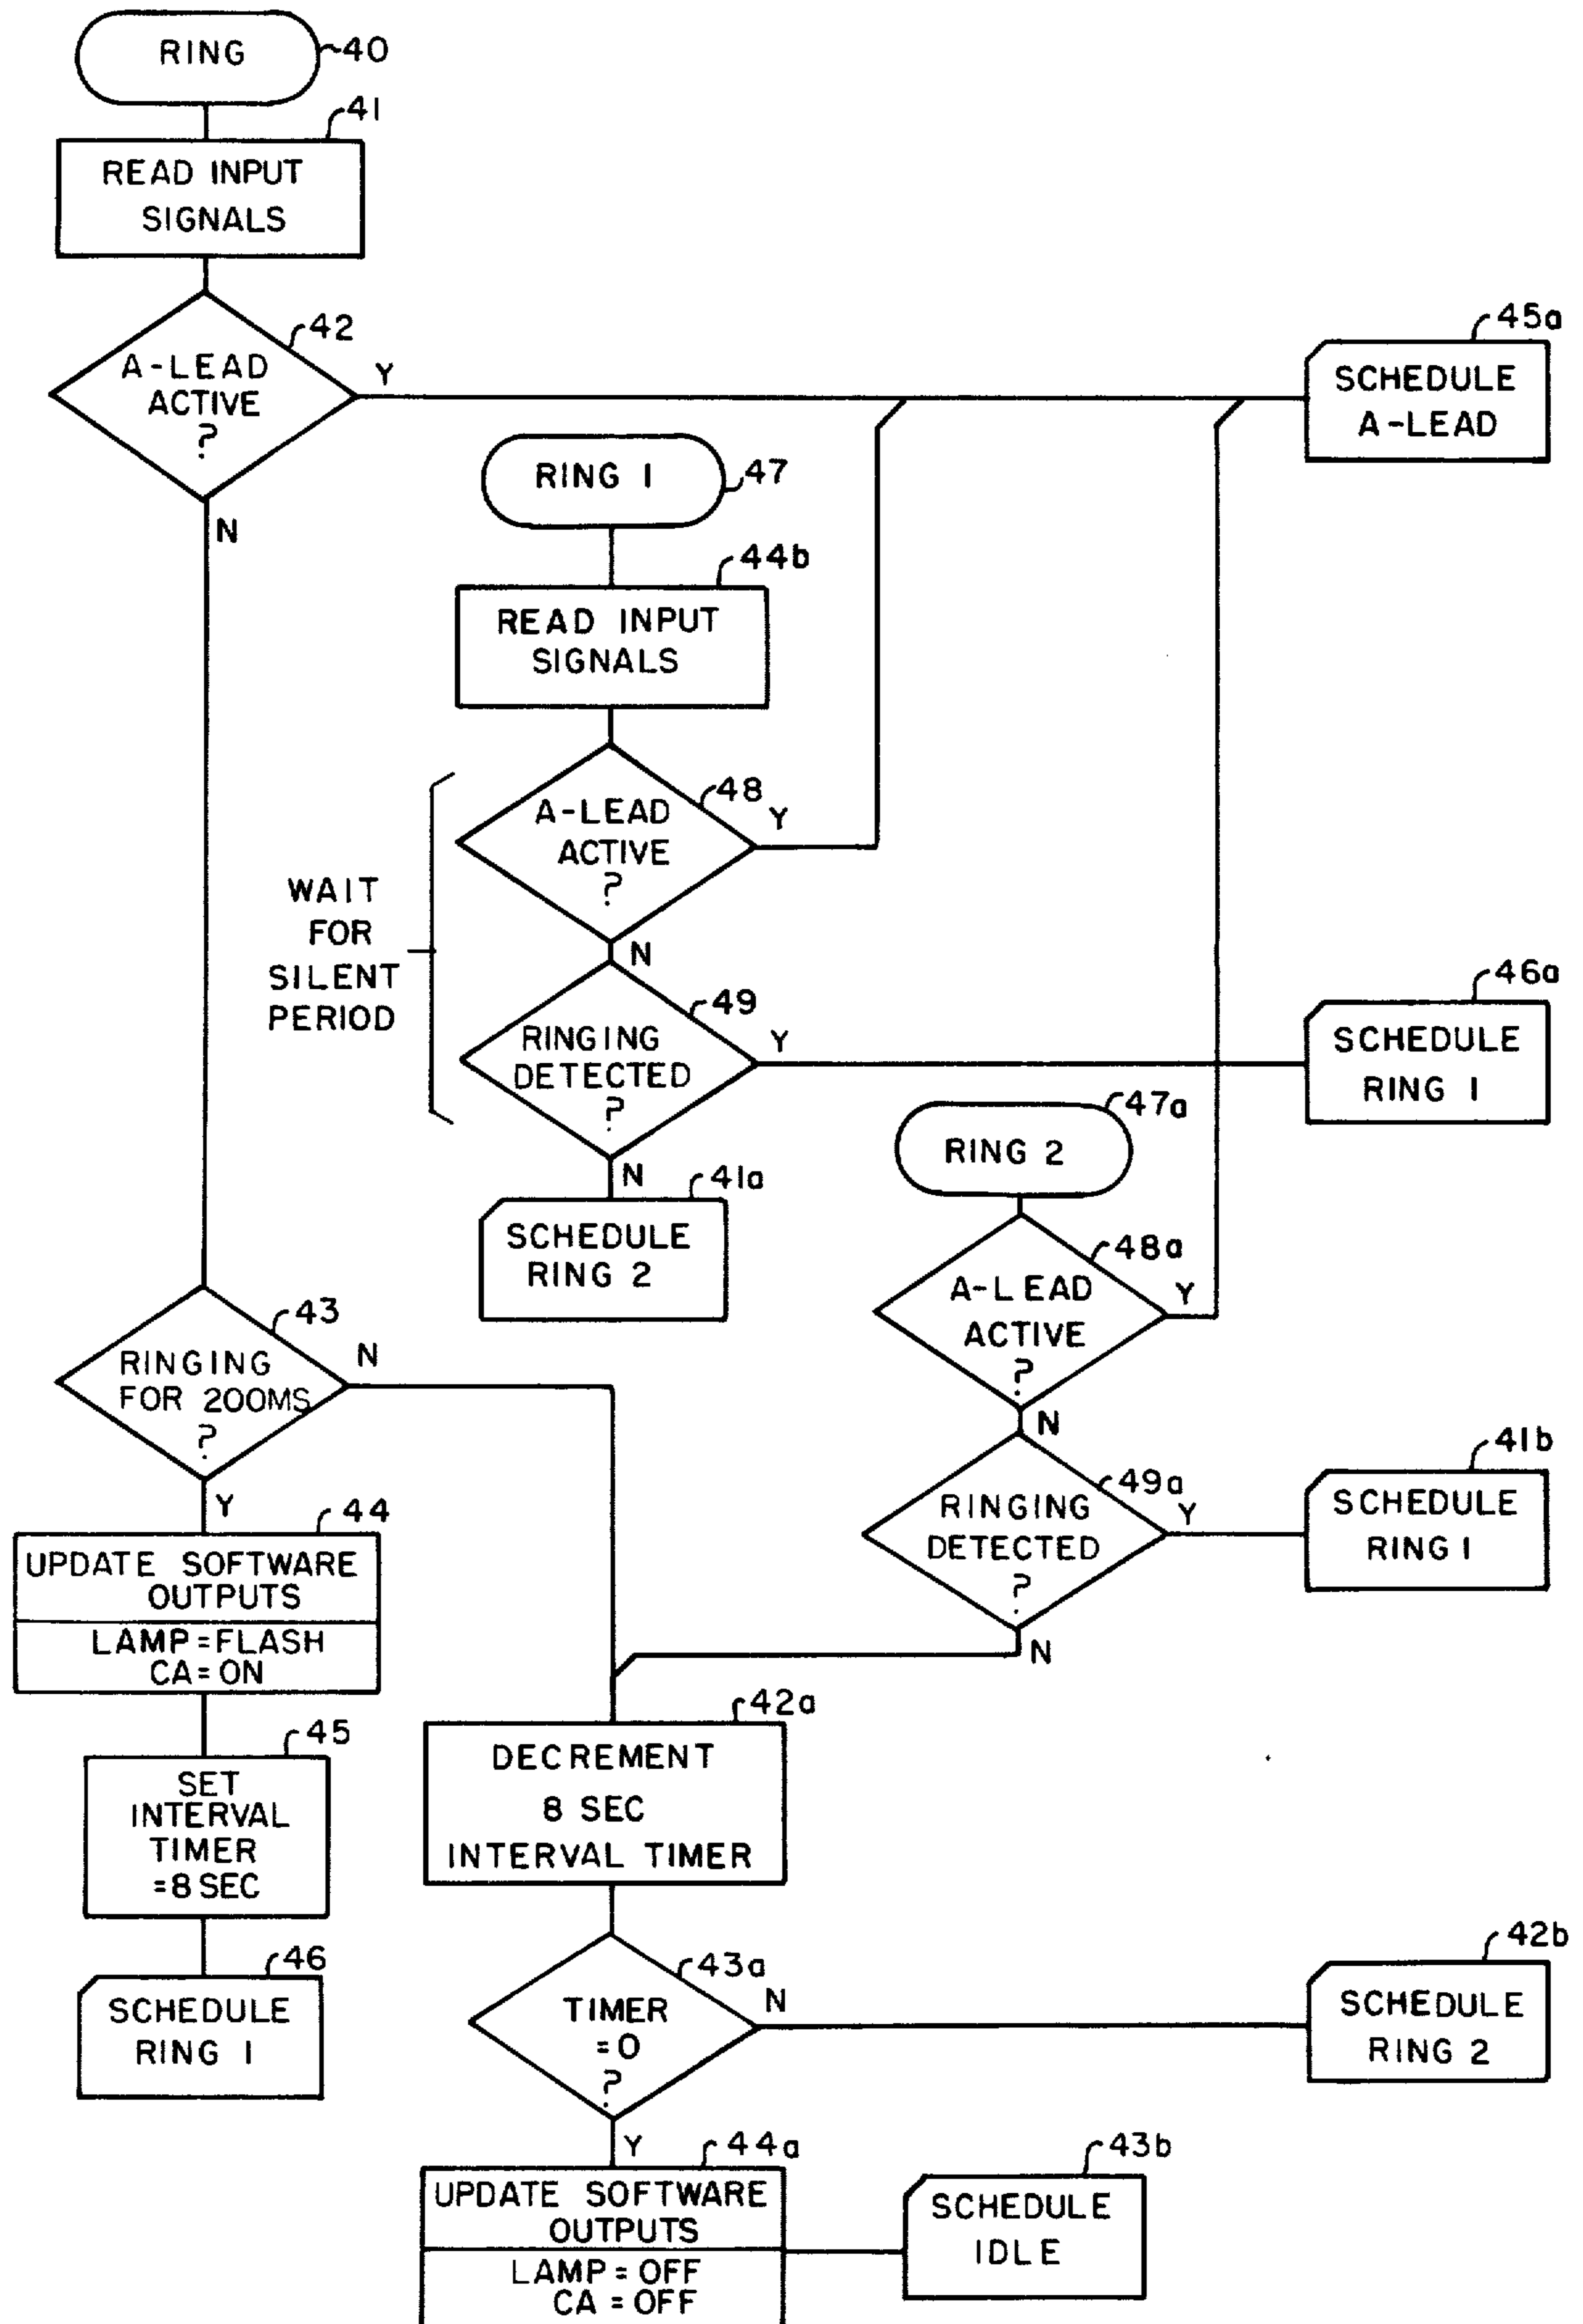 RING
40
41
READ INPUT
SIGNALS
42
A-LEAD
ACTIVE
?
Y
N
45a
SCHEDULE
A-LEAD
RING 1
47
44b
READ INPUT
SIGNALS
48
A-LEAD
ACTIVE
?
Y
N
WAIT
FOR
SILENT
PERIOD
49
RINGING
DETECTED
?
Y
N
46a
SCHEDULE
RING 1
41a
SCHEDULE
RING 2
47a
RING 2
48a
A-LEAD
ACTIVE
?
Y
N
49a
RINGING
DETECTED
?
Y
N
41b
SCHEDULE
RING 1
43
RINGING
FOR 200MS
?
N
Y
44
UPDATE SOFTWARE
OUTPUTS
LAMP=FLASH
CA=ON
45
SET
INTERVAL
TIMER
=8 SEC
46
SCHEDULE
RING 1
42a
DECREMENT
8 SEC
INTERVAL TIMER
43a
TIMER
=0
?
N
Y
42b
SCHEDULE
RING 2
44a
UPDATE SOFTWARE
OUTPUTS
LAMP=OFF
CA=OFF
43b
SCHEDULE
IDLE